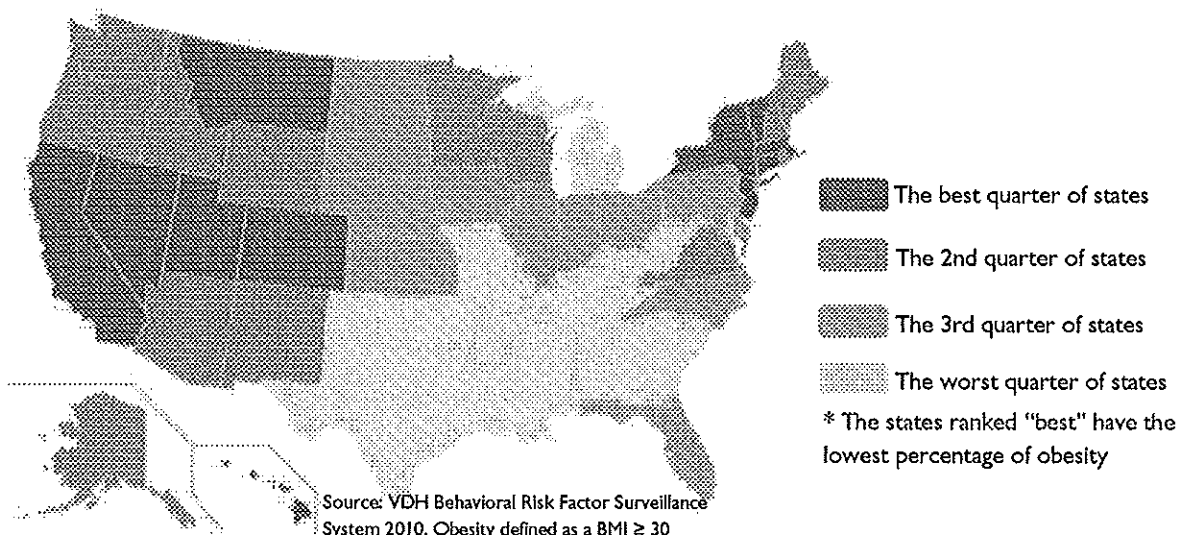 The best quarter of states
The 2nd quarter of states
The 3rd quarter of states
The worst quarter of states
* The states ranked "best" have the
lowest percentage of obesity
Source: VDH Behavioral Risk Factor Surveillance
System 2010. Obesity defined as a BMI ≥ 30